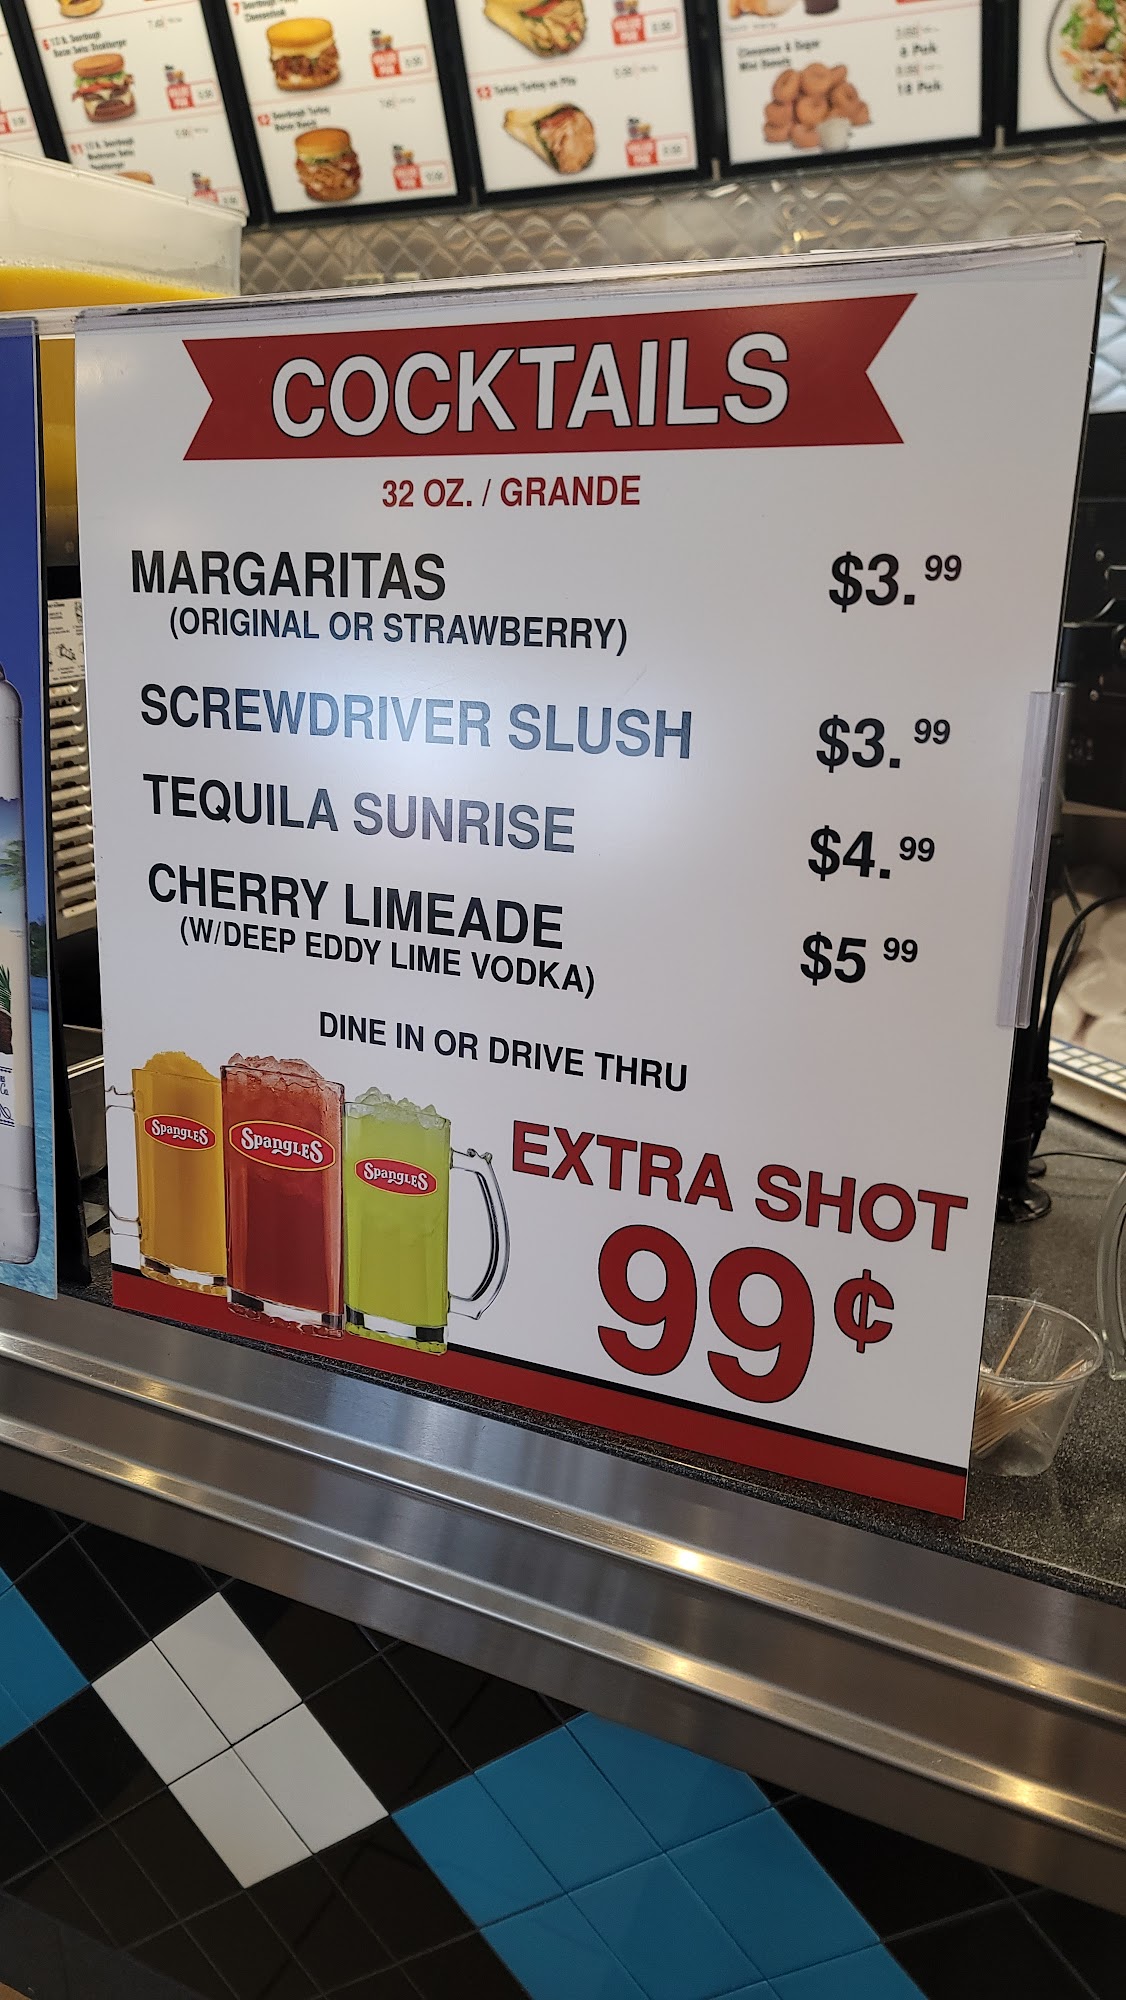 COCKTAILS
32 OZ. / GRANDE
MARGARITAS $3.99
(ORIGINAL OR STRAWBERRY)
SCREWDRIVER SLUSH $3.99
TEQUILA SUNRISE $4.99
CHERRY LIMEADE $5 99
(W/DEEP EDDY LIME VODKA)
DINE IN OR DRIVE THRU
SpangLES SpangLES SpangLES
EXTRA SHOT
99¢